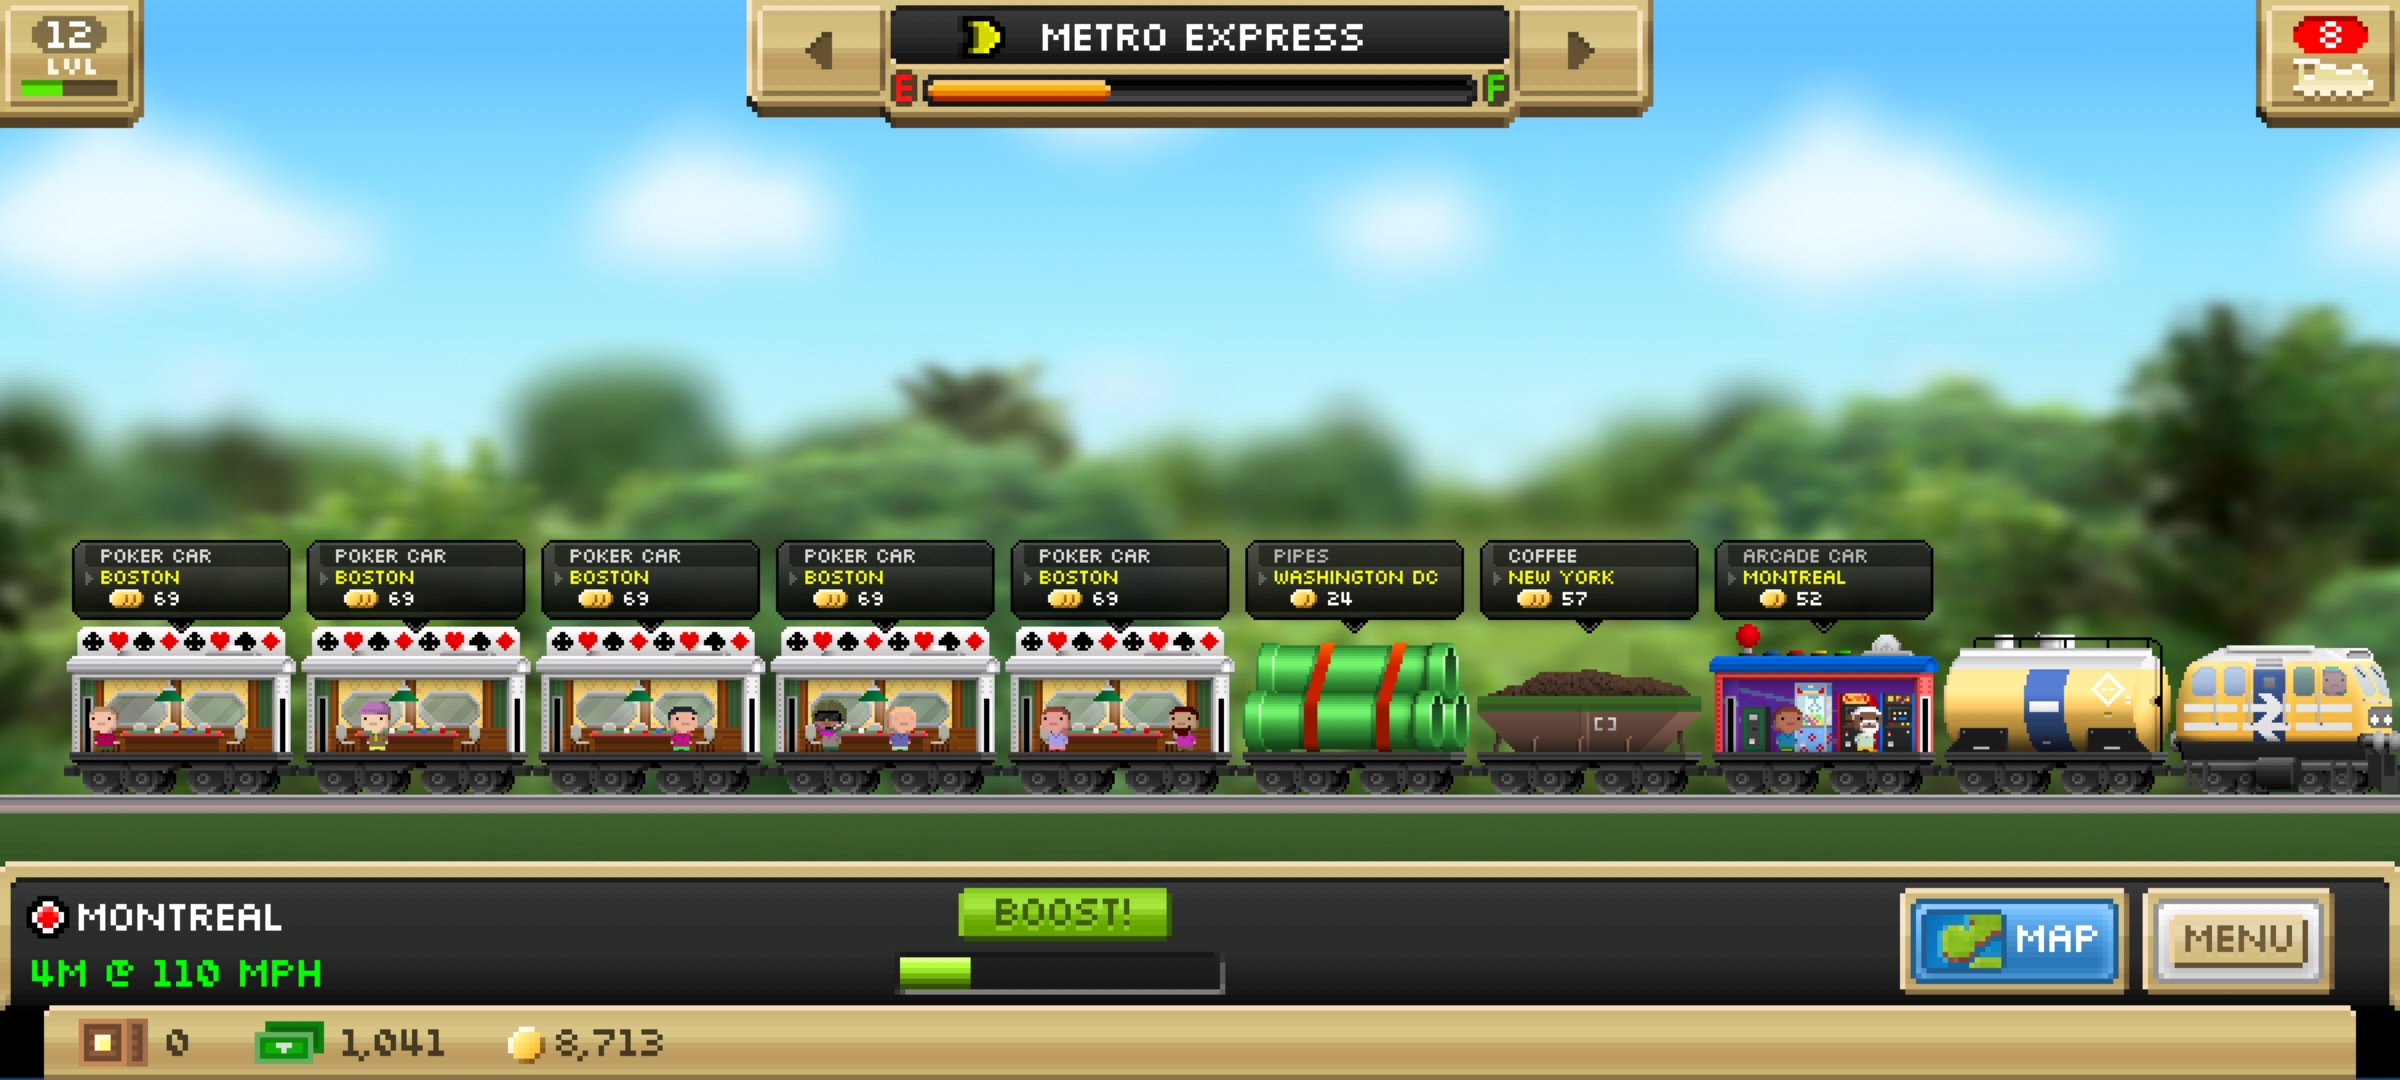 12
LVL
METRO EXPRESS
E F
8
POKER CAR
BOSTON
69
POKER CAR
BOSTON
69
POKER CAR
BOSTON
69
POKER CAR
BOSTON
69
POKER CAR
BOSTON
69
PIPES
WASHINGTON DC
24
COFFEE
NEW YORK
57
ARCADE CAR
MONTREAL
52
MONTREAL
4M @ 110 MPH
BOOST!
MAP
MENU
0
1,041
8,713